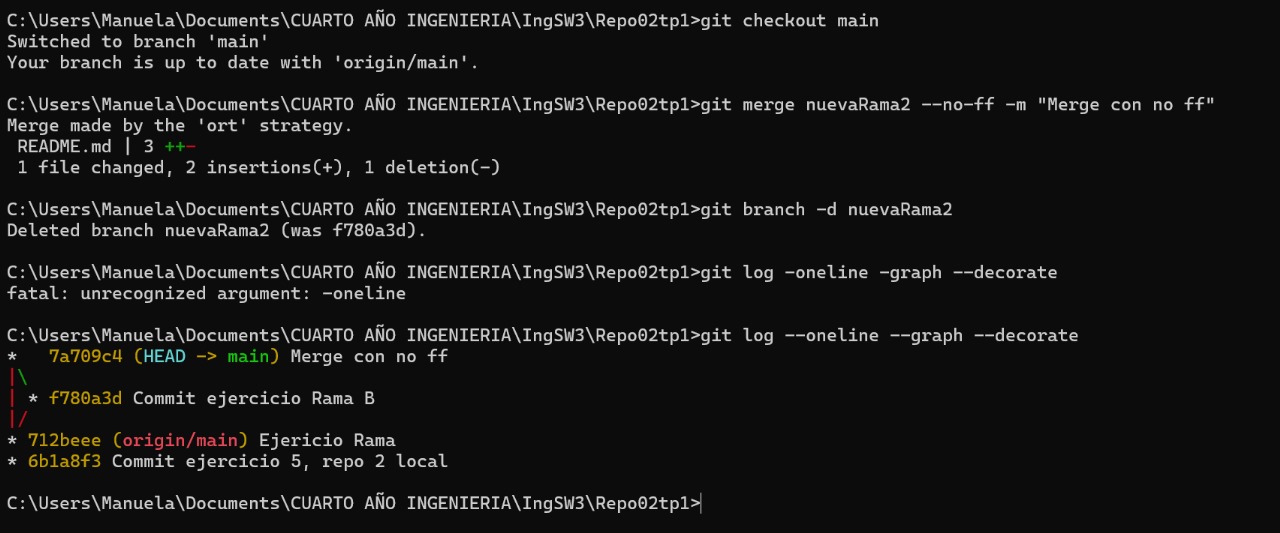 C:\Users\Manuela\Documents\CUARTO AÑO INGENIERIA\IngSW3\Repo02tp1>git checkout main
Switched to branch 'main'
Your branch is up to date with 'origin/main'.
C:\Users\Manuela\Documents\CUARTO AÑO INGENIERIA\IngSW3\Repo02tp1>git merge nuevaRama2 --no-ff -m "Merge con no ff"
Merge made by the 'ort' strategy.
 README.md | 3 ++-
 1 file changed, 2 insertions(+), 1 deletion(-)
C:\Users\Manuela\Documents\CUARTO AÑO INGENIERIA\IngSW3\Repo02tp1>git branch -d nuevaRama2
Deleted branch nuevaRama2 (was f780a3d).
C:\Users\Manuela\Documents\CUARTO AÑO INGENIERIA\IngSW3\Repo02tp1>git log -oneline -graph --decorate
fatal: unrecognized argument: -oneline
C:\Users\Manuela\Documents\CUARTO AÑO INGENIERIA\IngSW3\Repo02tp1>git log --oneline --graph --decorate
*   7a709c4 (HEAD -> main) Merge con no ff
|\
| * f780a3d Commit ejercicio Rama B
|/
* 712beee (origin/main) Ejericio Rama
* 6b1a8f3 Commit ejercicio 5, repo 2 local
C:\Users\Manuela\Documents\CUARTO AÑO INGENIERIA\IngSW3\Repo02tp1>